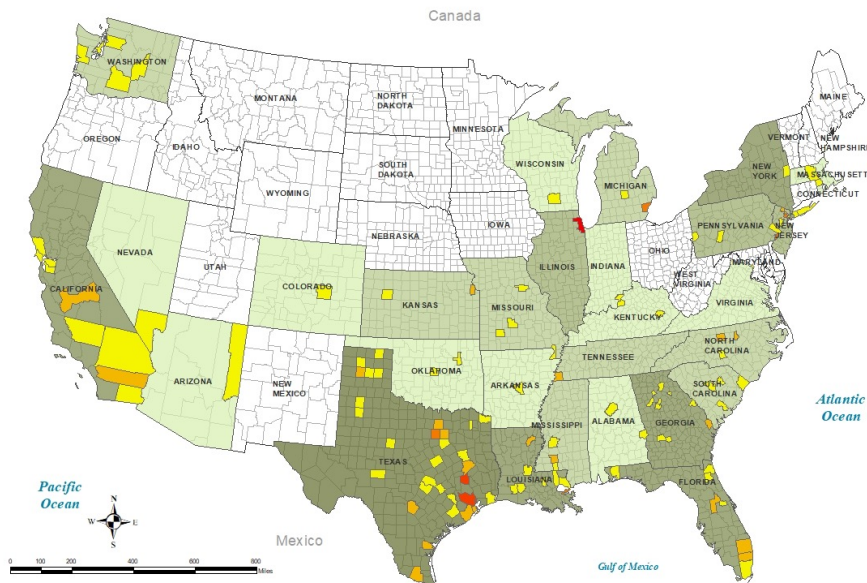 Canada
WASHINGTON
MONTANA
NORTH
DAKOTA
MINNESOTA
MAINE
OREGON
IDAHO
SOUTH
DAKOTA
WISCONSIN
MICHIGAN
VERMONT
NEW
HAMPSHIRE
NEW
YORK
MASSACHUSETT
CONNECTICUT
WYOMING
IOWA
NEBRASKA
PENNSYLVANIA
NEW
JERSEY
NEVADA
UTAH
COLORADO
ILLINOIS
INDIANA
OHIO
MARYLAND
WEST
VIRGINIA
CALIFORNIA
KANSAS
MISSOURI
KENTUCKY
VIRGINIA
ARIZONA
NEW
MEXICO
OKLAHOMA
ARKANSAS
TENNESSEE
NORTH
CAROLINA
SOUTH
CAROLINA
Atlantic
Ocean
MISSISSIPPI
ALABAMA
GEORGIA
TEXAS
LOUISIANA
FLORIDA
Pacific
Ocean
N
W
E
S
Mexico
Gulf of Mexico
0
100
200
400
600
800
Miles